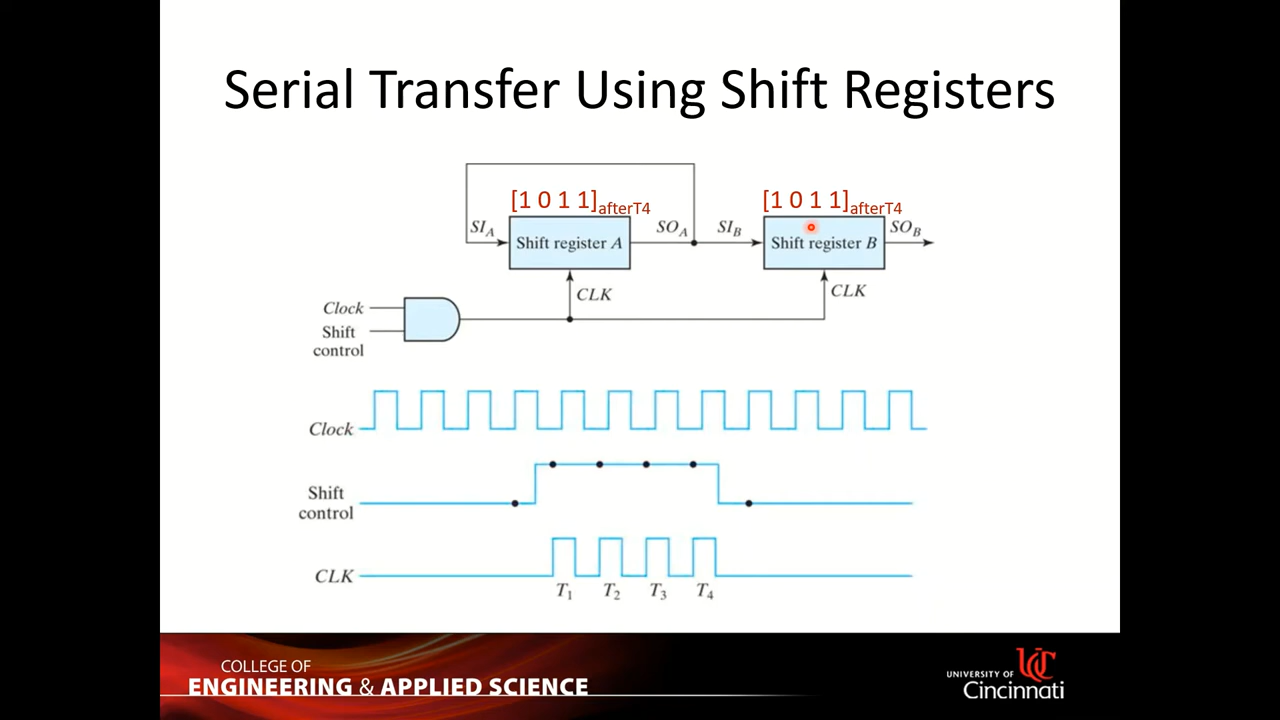 Serial Transfer Using Shift Registers
[1 0 1 1]afterT4
[1 0 1 1]afterT4
SIA
SOA
SIB
SOB
Shift register A
Shift register B
CLK
CLK
Clock
Shift
control
Clock
Shift
control
CLK
T1 T2 T3 T4
COLLEGE OF
ENGINEERING & APPLIED SCIENCE
UC
UNIVERSITY OF
Cincinnati